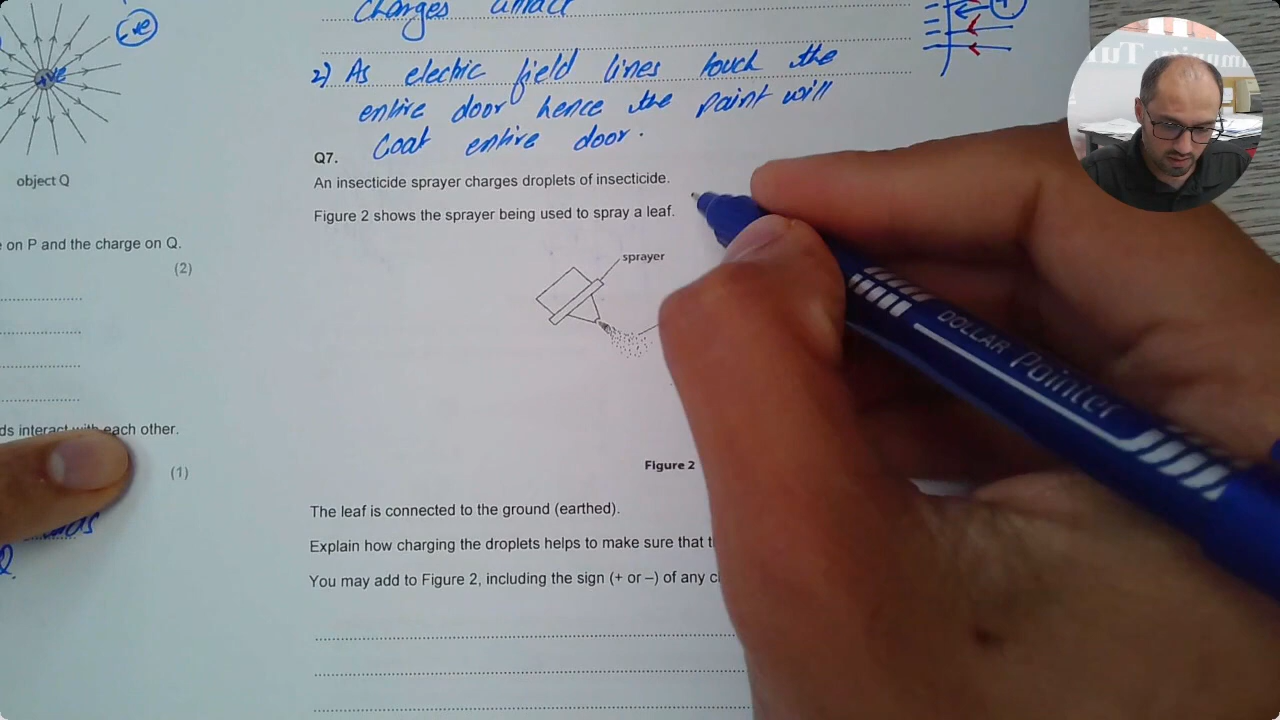 charges attract
2) As electric field lines touch the
entire door hence the paint will
coat entire door.
object Q
on P and the charge on Q.
(2)
ds interact with each other.
(1)
Q.
Q7.
An insecticide sprayer charges droplets of insecticide.
Figure 2 shows the sprayer being used to spray a leaf.
sprayer
Figure 2
The leaf is connected to the ground (earthed).
Explain how charging the droplets helps to make sure that
You may add to Figure 2, including the sign (+ or –) of any
DOLLAR Pointer